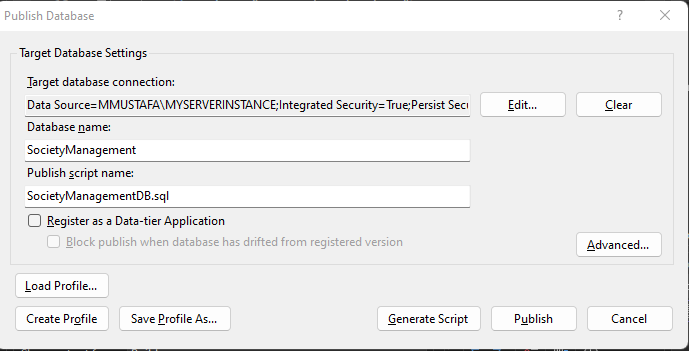 Publish Database
?
Target Database Settings
Target database connection:
Data Source=MMUSTAFA\MYSERVERINSTANCE;Integrated Security=True;Persist Secu
Edit...
Clear
Database name:
SocietyManagement
Publish script name:
SocietyManagementDB.sql
Register as a Data-tier Application
Block publish when database has drifted from registered version
Advanced...
Load Profile...
Create Profile
Save Profile As...
Generate Script
Publish
Cancel